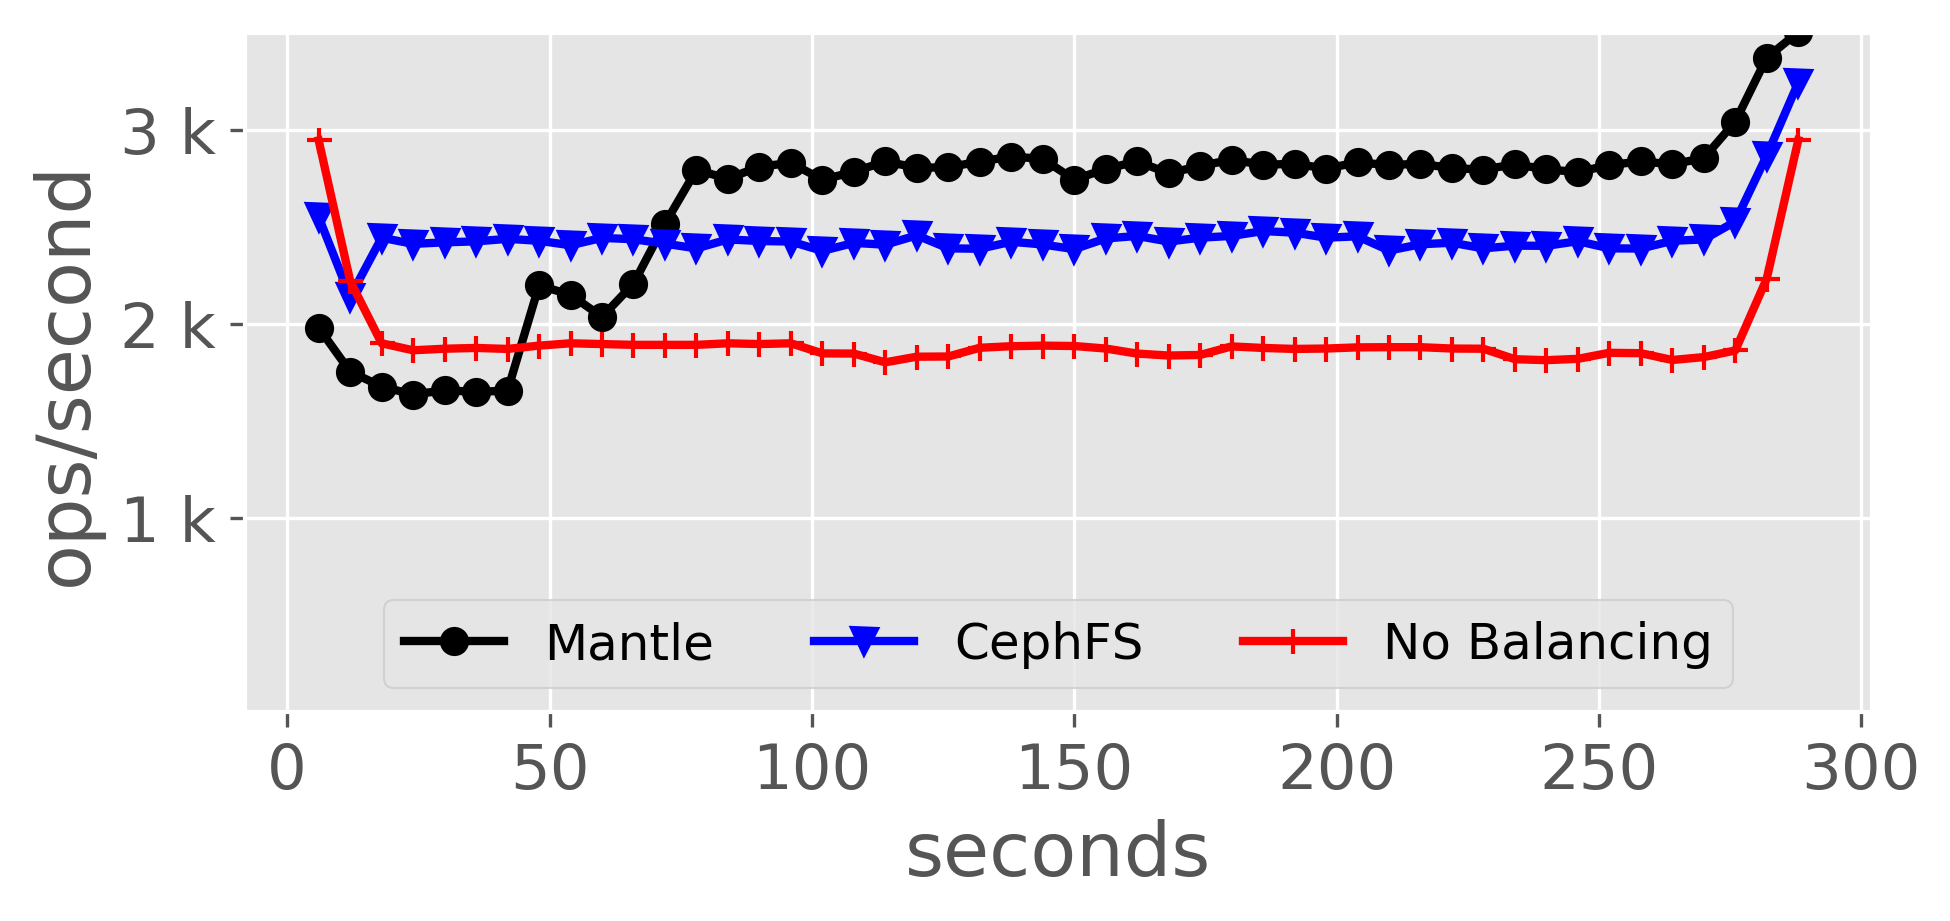 ops/second
3 k
2 k
1 k
Mantle CephFS No Balancing
0 50 100 150 200 250 300
seconds